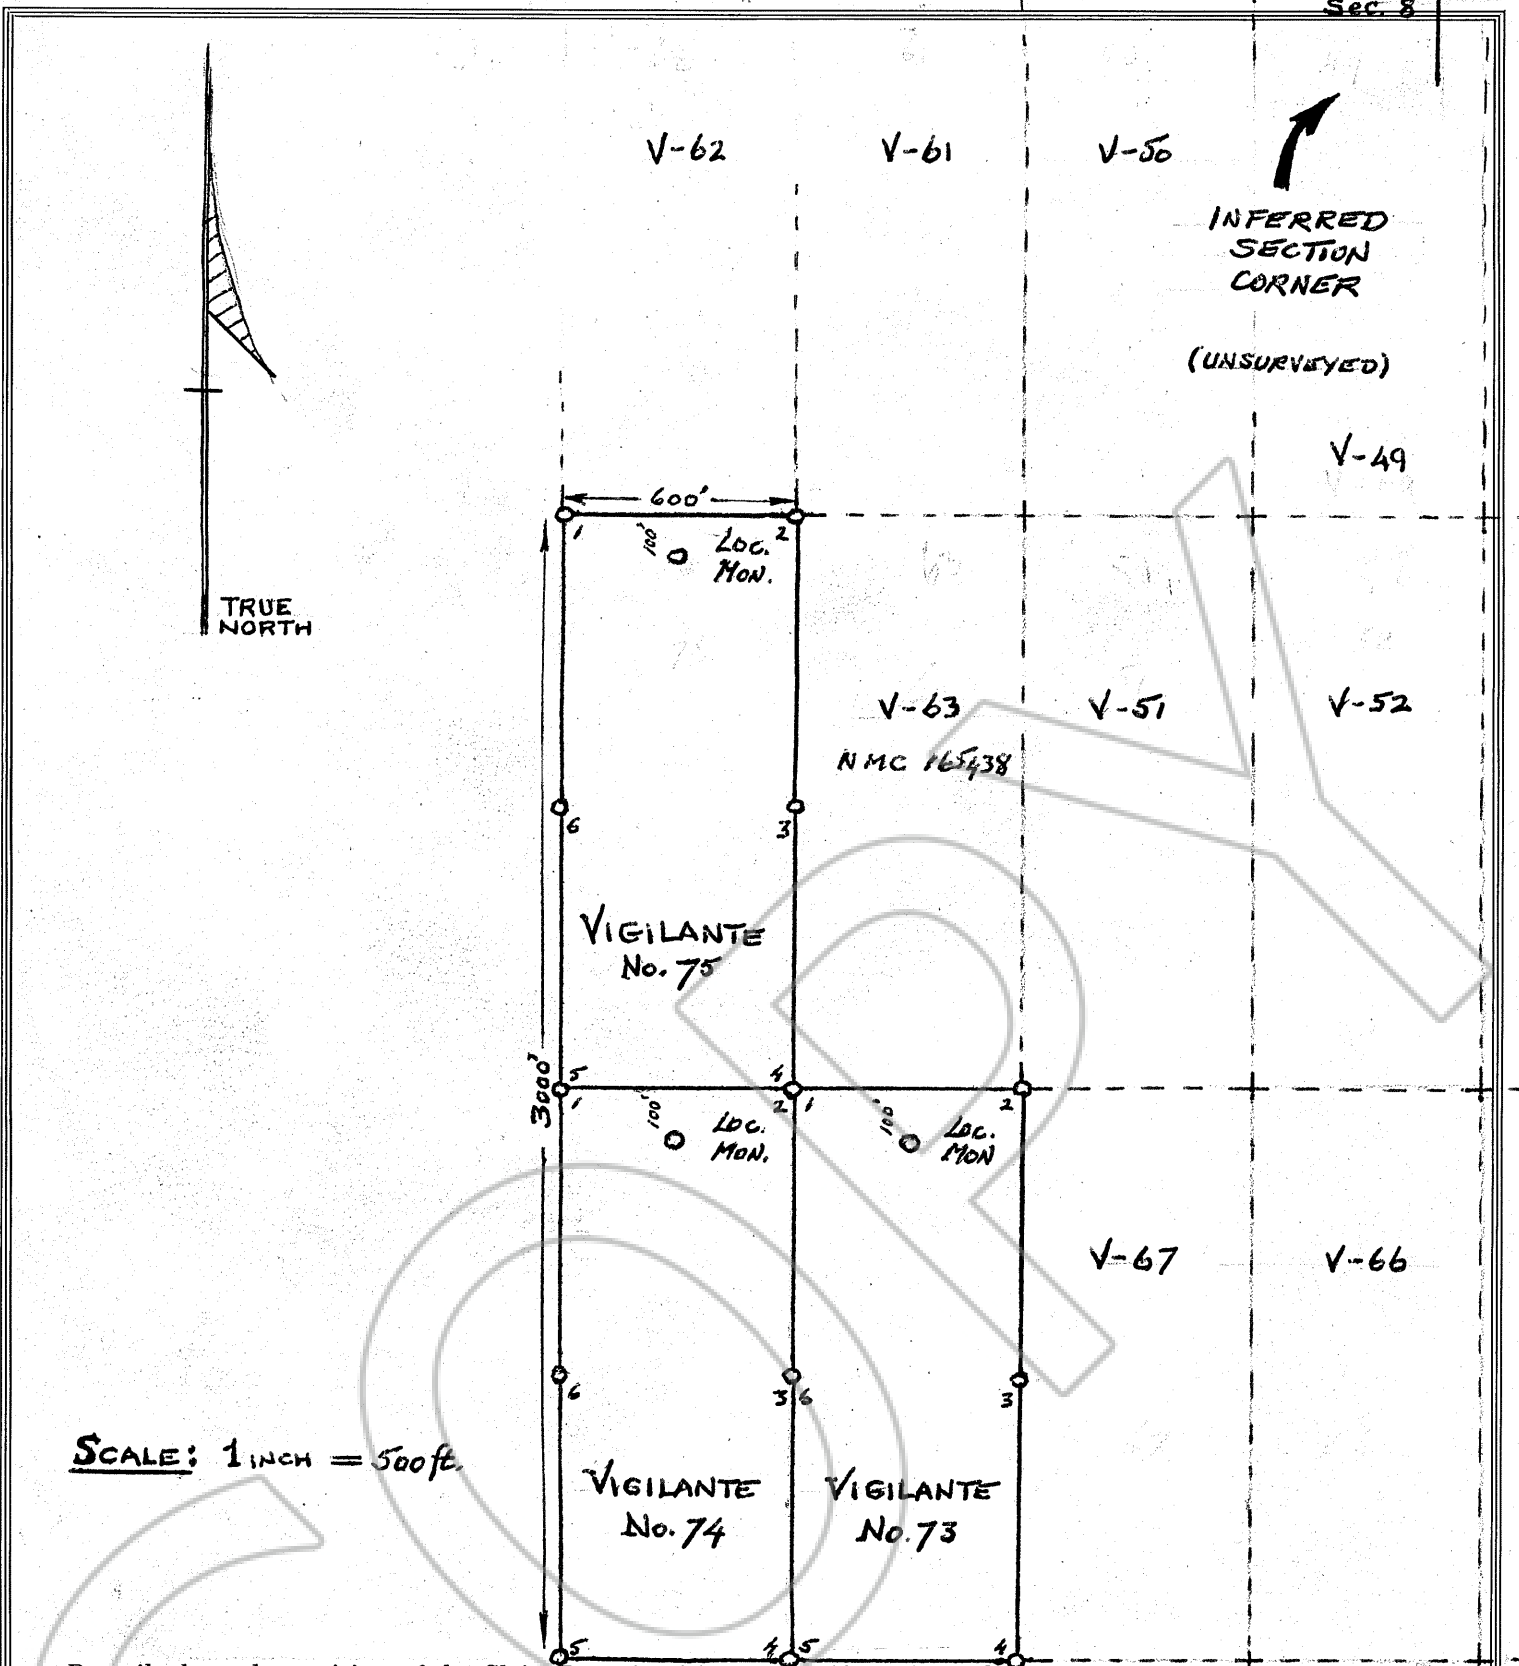 Sec. 8
V-62
V-61
V-50
INFERRED
SECTION
CORNER
(UNSURVEYED)
V-49
600'
1
2
100'
LOC.
MON.
TRUE
NORTH
V-63
V-51
V-52
NMC 165438
6
3
VIGILANTE
No. 75
3000'
5
4
1
2
1
2
100'
LOC.
MON.
100'
LOC.
MON
V-67
V-66
6
3
6
3
SCALE: 1 INCH = 500 ft.
VIGILANTE
No. 74
VIGILANTE
No. 73
5
4
5
4
COPY